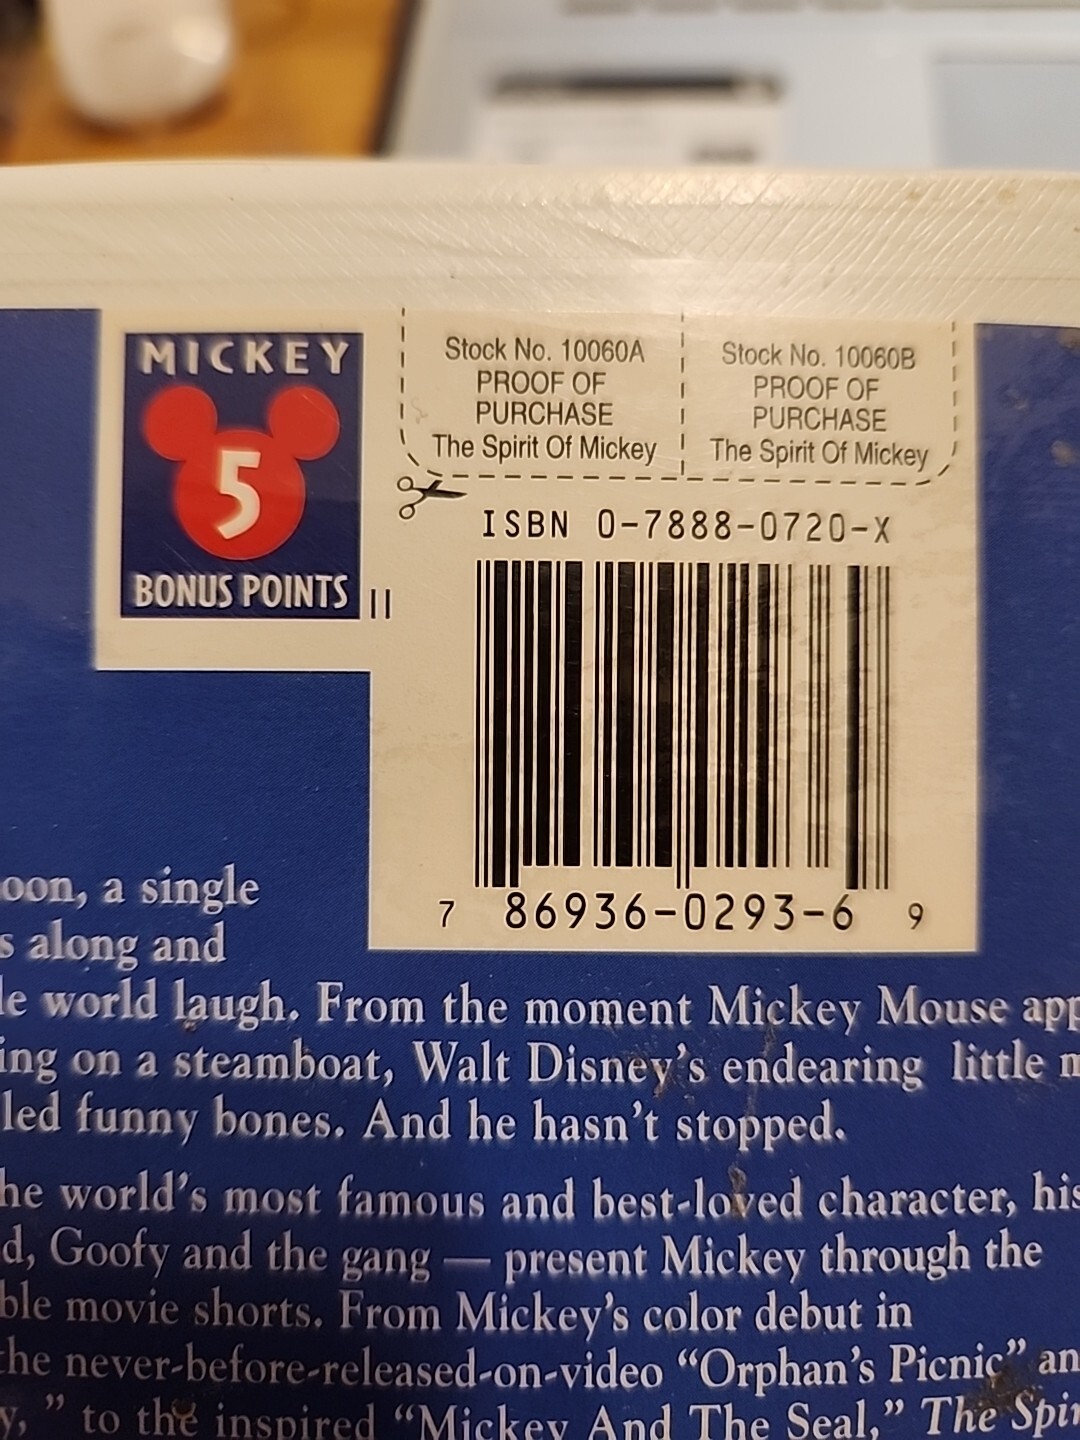 MICKEY
5
BONUS POINTS
Stock No. 10060A
PROOF OF
PURCHASE
The Spirit Of Mickey
Stock No. 10060B
PROOF OF
PURCHASE
The Spirit Of Mickey
ISBN 0-7888-0720-X
7 86936-0293-6 9
oon, a single
s along and
le world laugh. From the moment Mickey Mouse app
ing on a steamboat, Walt Disney's endearing little m
led funny bones. And he hasn't stopped.
he world's most famous and best-loved character, his
d, Goofy and the gang — present Mickey through the
ble movie shorts. From Mickey's color debut in
the never-before-released-on-video "Orphan's Picnic" an
y, " to the inspired "Mickey And The Seal," The Spir